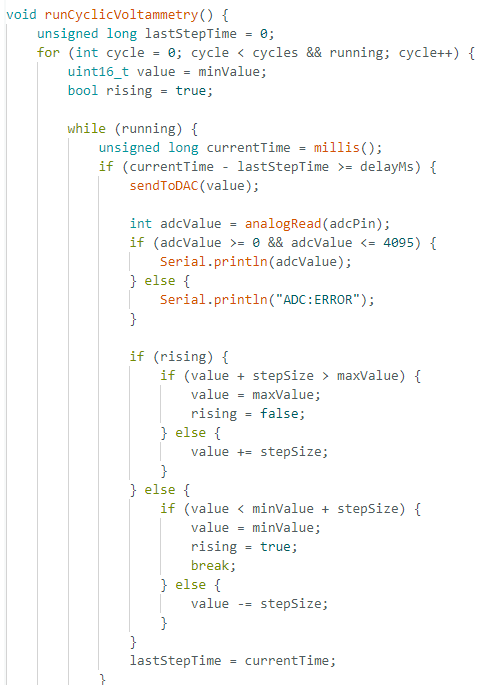 void runCyclicVoltammetry() {
    unsigned long lastStepTime = 0;
    for (int cycle = 0; cycle < cycles && running; cycle++) {
        uint16_t value = minValue;
        bool rising = true;

        while (running) {
            unsigned long currentTime = millis();
            if (currentTime - lastStepTime >= delayMs) {
                sendToDAC(value);

                int adcValue = analogRead(adcPin);
                if (adcValue >= 0 && adcValue <= 4095) {
                    Serial.println(adcValue);
                } else {
                    Serial.println("ADC:ERROR");
                }

                if (rising) {
                    if (value + stepSize > maxValue) {
                        value = maxValue;
                        rising = false;
                    } else {
                        value += stepSize;
                    }
                } else {
                    if (value < minValue + stepSize) {
                        value = minValue;
                        rising = true;
                        break;
                    } else {
                        value -= stepSize;
                    }
                }
                lastStepTime = currentTime;
            }